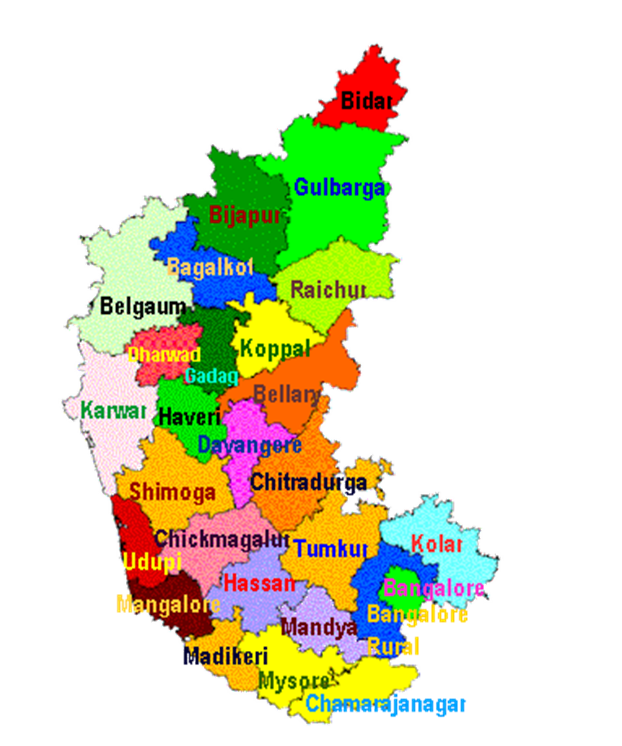 Bidar
Gulbarga
Bijapur
Bagalkot
Raichur
Belgaum
Koppal
Dharwad
Gadag
Bellary
Karwar
Haveri
Davangere
Chitradurga
Shimoga
Chickmagalur
Tumkur
Kolar
Udupi
Hassan
Bangalore
Mangalore
Bangalore
Rural
Mandya
Madikeri
Mysore
Chamarajanagar